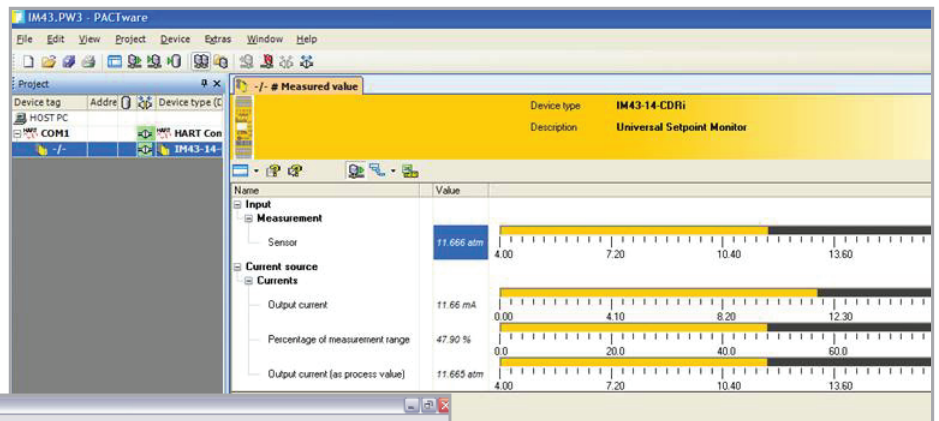 IM43.PW3 - PACTware
File Edit View Project Device Extras Window Help
Project
-/- # Measured value
Device tag Addre Device type (D
HOST PC
COM1 HART Con
-/- IM43-14-
Device type IM43-14-CDRi
Description Universal Setpoint Monitor
Name Value
Input
Measurement
Sensor 11.666 atm
4.00 7.20 10.40 13.60
Current source
Currents
Output current 11.66 mA
0.00 4.10 8.20 12.30
Percentage of measurement range 47.90 %
0.0 20.0 40.0 60.0
Output current (as process value) 11.665 atm
4.00 7.20 10.40 13.60